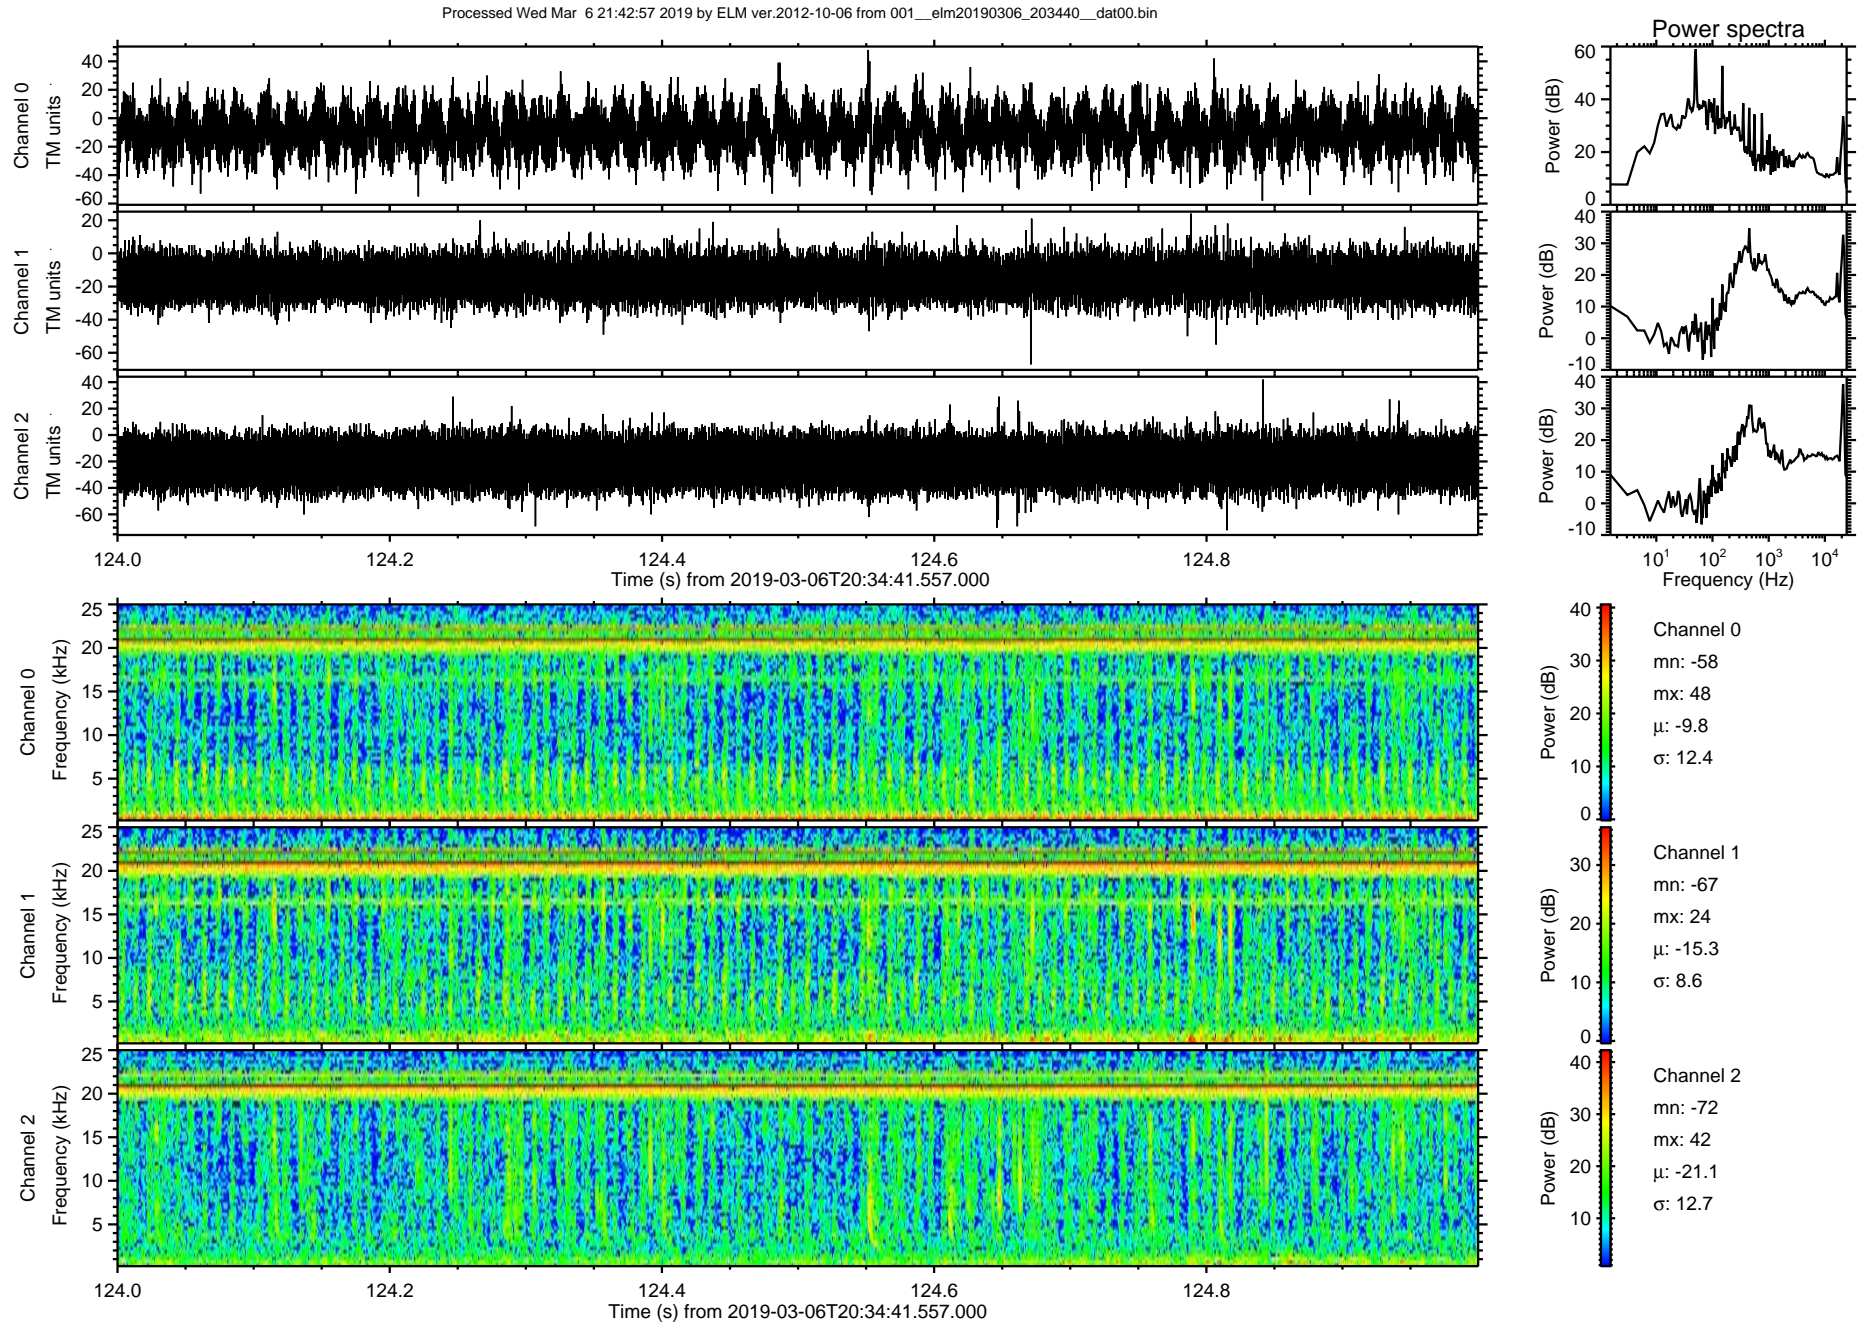 Processed Wed Mar  6 21:42:57 2019 by ELM ver.2012-10-06 from 001__elm20190306_203440__dat00.bin
Power spectra
Channel 0
TM units
40
20
0
-20
-40
-60
Power (dB)
60
40
20
0
Channel 1
TM units
20
0
-20
-40
-60
Power (dB)
40
30
20
10
0
-10
Channel 2
TM units
40
20
0
-20
-40
-60
Power (dB)
40
30
20
10
0
-10
124.0 124.2 124.4 124.6 124.8
Time (s) from 2019-03-06T20:34:41.557.000
10¹ 10² 10³ 10⁴
Frequency (Hz)
Channel 0
Frequency (kHz)
25
20
15
10
5
Power (dB)
40
30
20
10
0
Channel 0
mn: -58
mx: 48
μ: -9.8
σ: 12.4
Channel 1
Frequency (kHz)
25
20
15
10
5
Power (dB)
30
20
10
0
Channel 1
mn: -67
mx: 24
μ: -15.3
σ: 8.6
Channel 2
Frequency (kHz)
25
20
15
10
5
Power (dB)
40
30
20
10
Channel 2
mn: -72
mx: 42
μ: -21.1
σ: 12.7
124.0 124.2 124.4 124.6 124.8
Time (s) from 2019-03-06T20:34:41.557.000